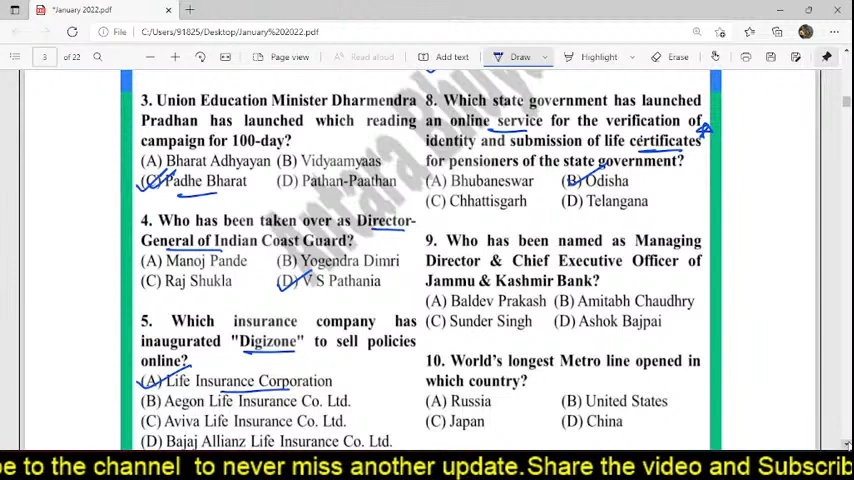 *January 2022.pdf
File C:/Users/91825/Desktop/January%202022.pdf
3 of 22 Page view Read aloud Add text Draw Highlight Erase
3. Union Education Minister Dharmendra
Pradhan has launched which reading
campaign for 100-day?
(A) Bharat Adhyayan (B) Vidyaamyaas
(C) Padhe Bharat (D) Pathan-Paathan
4. Who has been taken over as Director-
General of Indian Coast Guard?
(A) Manoj Pande (B) Yogendra Dimri
(C) Raj Shukla (D) V S Pathania
5. Which insurance company has
inaugurated "Digizone" to sell policies
online?
(A) Life Insurance Corporation
(B) Aegon Life Insurance Co. Ltd.
(C) Aviva Life Insurance Co. Ltd.
(D) Bajaj Allianz Life Insurance Co. Ltd.
8. Which state government has launched
an online service for the verification of
identity and submission of life certificates
for pensioners of the state government?
(A) Bhubaneswar (B) Odisha
(C) Chhattisgarh (D) Telangana
9. Who has been named as Managing
Director & Chief Executive Officer of
Jammu & Kashmir Bank?
(A) Baldev Prakash (B) Amitabh Chaudhry
(C) Sunder Singh (D) Ashok Bajpai
10. World's longest Metro line opened in
which country?
(A) Russia (B) United States
(C) Japan (D) China
Antara Bhuya
be to the channel to never miss another update.Share the video and Subscrib